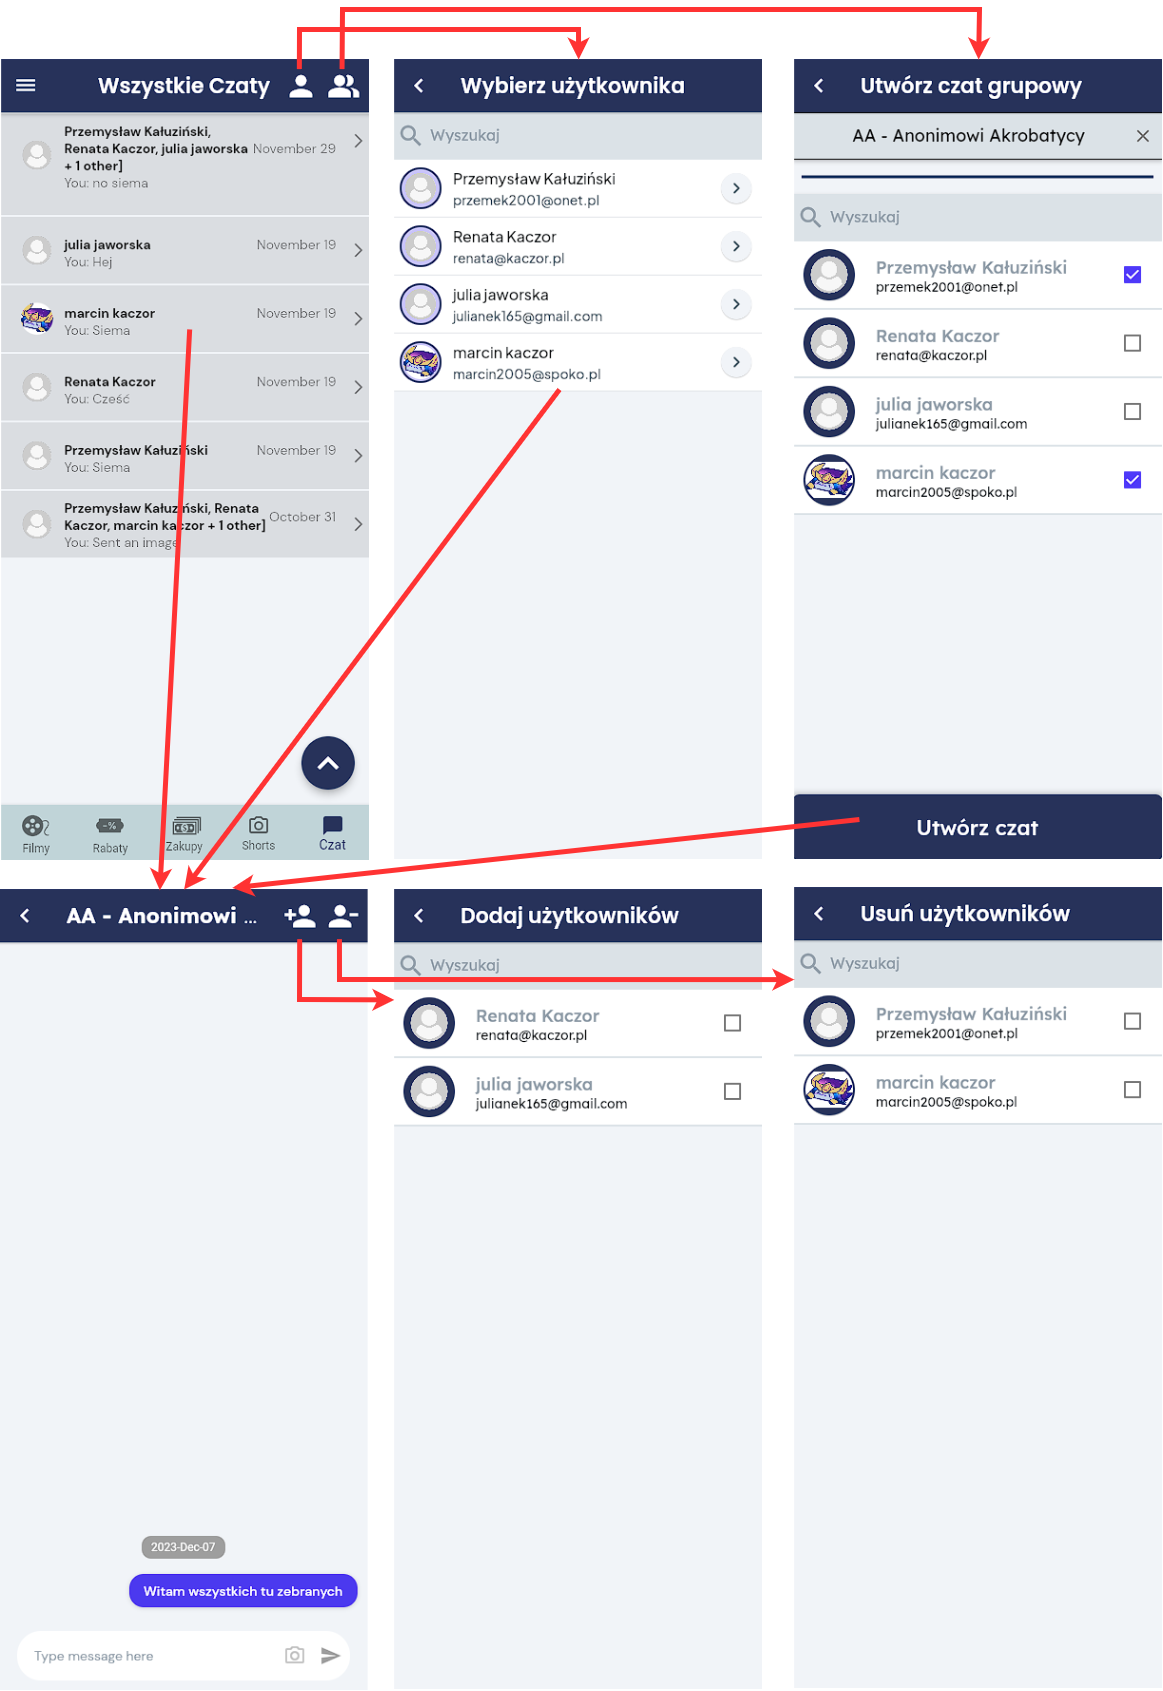 Wszystkie Czaty
Przemysław Kałuziński,
Renata Kaczor, julia jaworska
+ 1 other]
November 29
You: no siema
julia jaworska
November 19
You: Hej
marcin kaczor
November 19
You: Siema
Renata Kaczor
November 19
You: Cześć
Przemysław Kałuziński
November 19
You: Siema
Przemysław Kałuziński, Renata
Kaczor, marcin kaczor + 1 other]
October 31
You: Sent an image
Filmy
-%
Rabaty
Zakupy
Shorts
Czat
Wybierz użytkownika
Wyszukaj
Przemysław Kałuziński
przemek2001@onet.pl
Renata Kaczor
renata@kaczor.pl
julia jaworska
julianek165@gmail.com
marcin kaczor
marcin2005@spoko.pl
Utwórz czat grupowy
AA - Anonimowi Akrobatycy
Wyszukaj
Przemysław Kałuziński
przemek2001@onet.pl
Renata Kaczor
renata@kaczor.pl
julia jaworska
julianek165@gmail.com
marcin kaczor
marcin2005@spoko.pl
Utwórz czat
AA - Anonimowi ...
2023-Dec-07
Witam wszystkich tu zebranych
Type message here
Dodaj użytkowników
Wyszukaj
Renata Kaczor
renata@kaczor.pl
julia jaworska
julianek165@gmail.com
Usuń użytkowników
Wyszukaj
Przemysław Kałuziński
przemek2001@onet.pl
marcin kaczor
marcin2005@spoko.pl